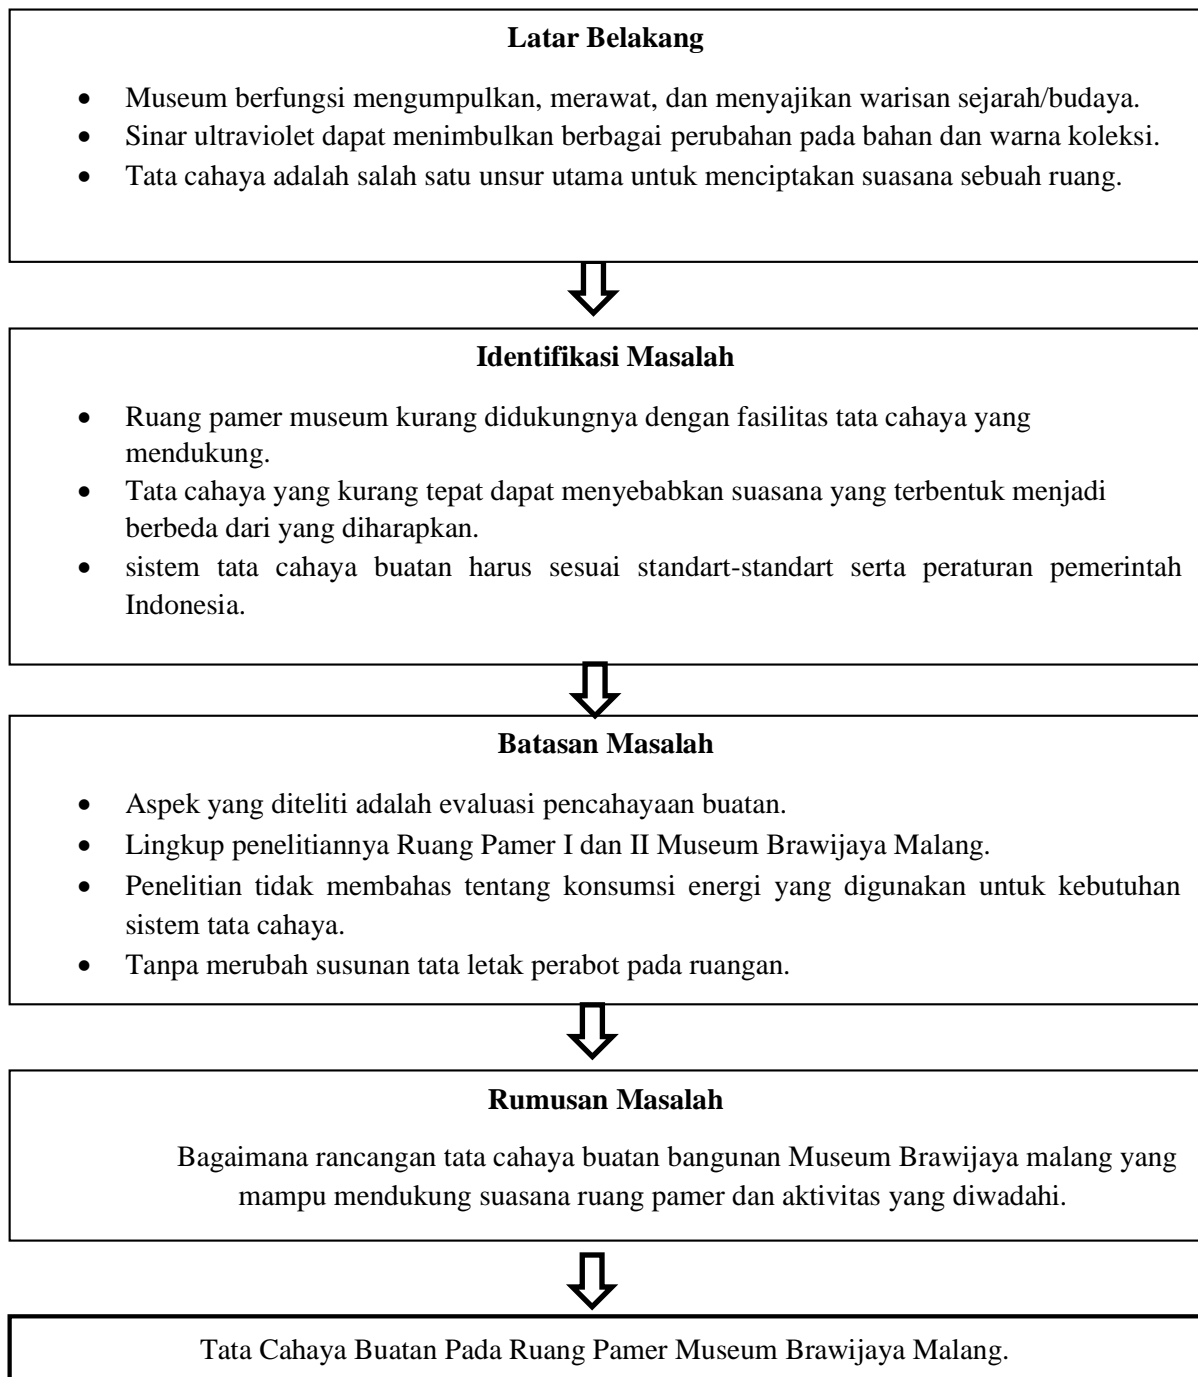 Latar Belakang
• Museum berfungsi mengumpulkan, merawat, dan menyajikan warisan sejarah/budaya.
• Sinar ultraviolet dapat menimbulkan berbagai perubahan pada bahan dan warna koleksi.
• Tata cahaya adalah salah satu unsur utama untuk menciptakan suasana sebuah ruang.
Identifikasi Masalah
• Ruang pamer museum kurang didukungnya dengan fasilitas tata cahaya yang
mendukung.
• Tata cahaya yang kurang tepat dapat menyebabkan suasana yang terbentuk menjadi
berbeda dari yang diharapkan.
• sistem tata cahaya buatan harus sesuai standart-standart serta peraturan pemerintah
Indonesia.
Batasan Masalah
• Aspek yang diteliti adalah evaluasi pencahayaan buatan.
• Lingkup penelitiannya Ruang Pamer I dan II Museum Brawijaya Malang.
• Penelitian tidak membahas tentang konsumsi energi yang digunakan untuk kebutuhan
sistem tata cahaya.
• Tanpa merubah susunan tata letak perabot pada ruangan.
Rumusan Masalah
Bagaimana rancangan tata cahaya buatan bangunan Museum Brawijaya malang yang
mampu mendukung suasana ruang pamer dan aktivitas yang diwadahi.
Tata Cahaya Buatan Pada Ruang Pamer Museum Brawijaya Malang.